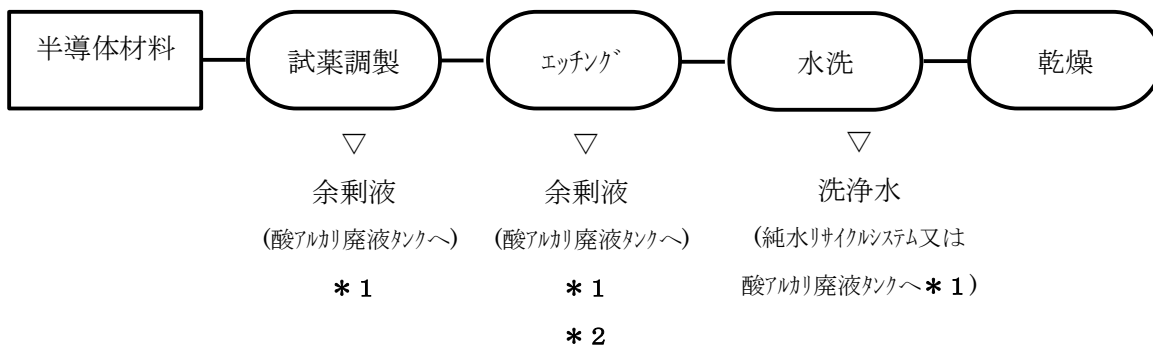 半導体材料
試薬調製
ｴｯﾁﾝｸﾞ
水洗
乾燥
▽
▽
▽
余剰液
余剰液
洗浄水
(酸ｱﾙｶﾘ廃液ﾀﾝｸへ)
(酸ｱﾙｶﾘ廃液ﾀﾝｸへ)
(純水ﾘｻｲｸﾙｼｽﾃﾑ又は
＊１
＊１
酸ｱﾙｶﾘ廃液ﾀﾝｸへ＊１)
＊２